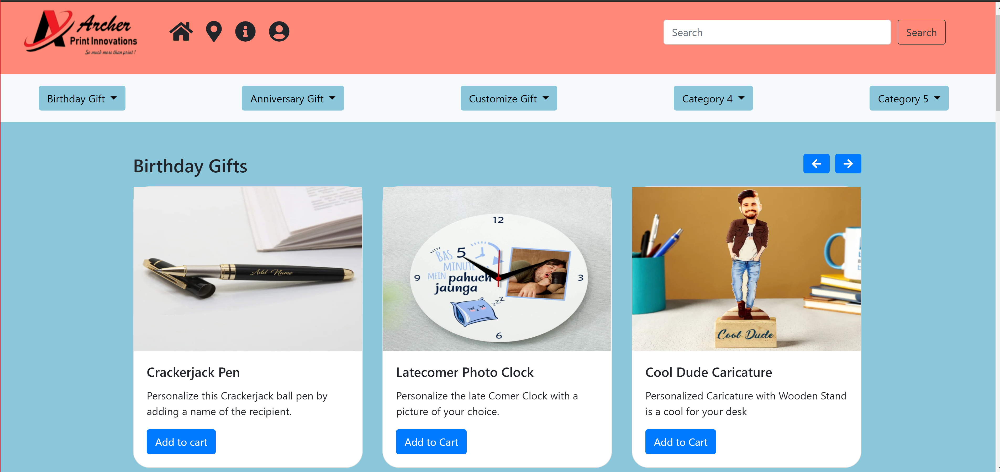 Archer
Print Innovations
So much more than print !
Search
Search
Birthday Gift
Anniversary Gift
Customize Gift
Category 4
Category 5
Birthday Gifts
Add Name
12
BAS 5
MINUTE
MEIN pahuch
jaunga
9
3
6
zzz
Cool Dude
Crackerjack Pen
Personalize this Crackerjack ball pen by
adding a name of the recipient.
Add to cart
Latecomer Photo Clock
Personalize the late Comer Clock with a
picture of your choice.
Add to Cart
Cool Dude Caricature
Personalized Caricature with Wooden Stand
is a cool for your desk
Add to Cart